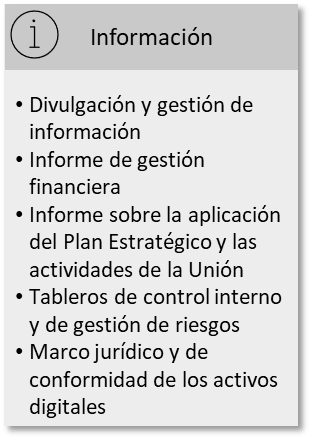 Información
• Divulgación y gestión de
información
• Informe de gestión
financiera
• Informe sobre la aplicación
del Plan Estratégico y las
actividades de la Unión
• Tableros de control interno
y de gestión de riesgos
• Marco jurídico y de
conformidad de los activos
digitales